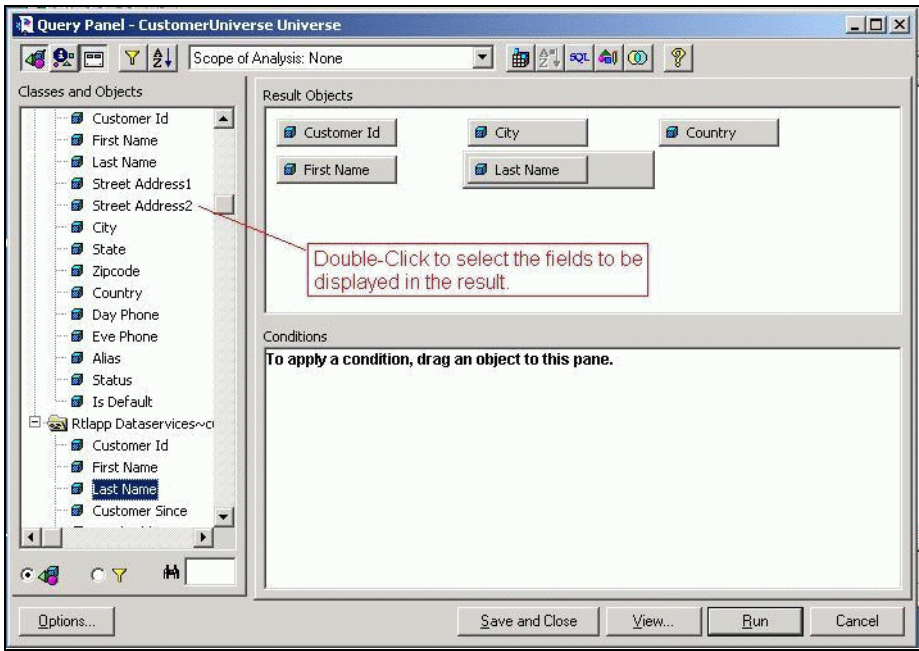 Query Panel - CustomerUniverse Universe
Scope of Analysis: None
SQL
Classes and Objects
Customer Id
First Name
Last Name
Street Address1
Street Address2
City
State
Zipcode
Country
Day Phone
Eve Phone
Alias
Status
Is Default
Rtlapp Dataservices~c
Customer Id
First Name
Last Name
Customer Since
Result Objects
Customer Id City Country
First Name Last Name
Double-Click to select the fields to be
displayed in the result.
Conditions
To apply a condition, drag an object to this pane.
Options... Save and Close View... Run Cancel